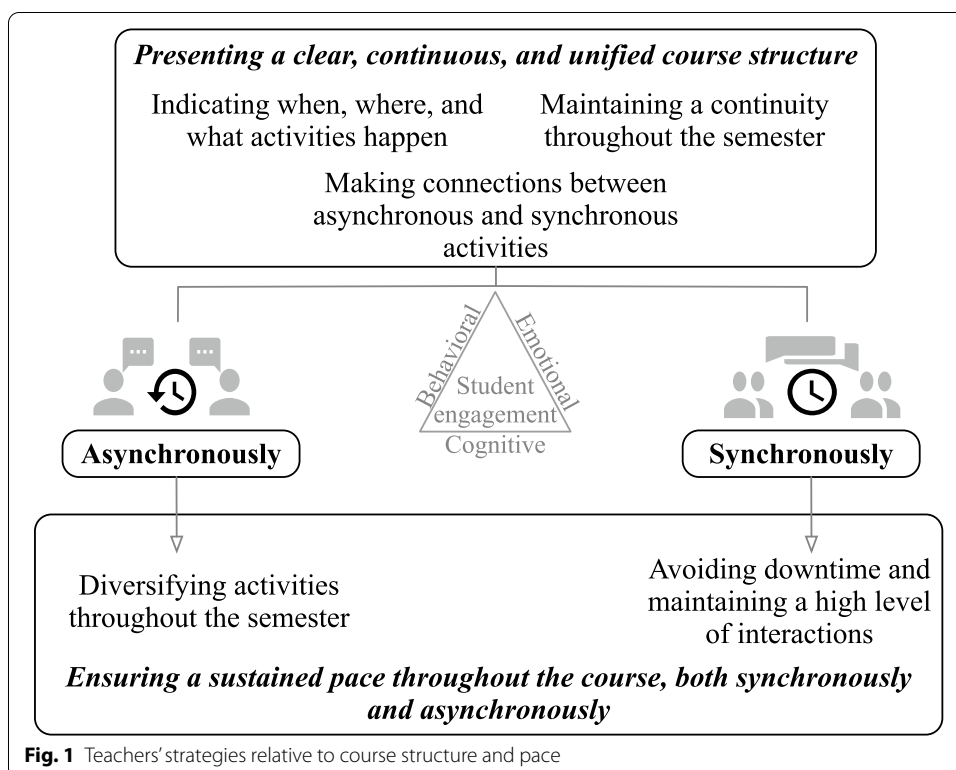 Presenting a clear, continuous, and unified course structure
Indicating when, where, and
what activities happen
Maintaining a continuity
throughout the semester
Making connections between
asynchronous and synchronous
activities
Behavioral
Emotional
Student
engagement
Cognitive
Asynchronously
Synchronously
Diversifying activities
throughout the semester
Avoiding downtime and
maintaining a high level
of interactions
Ensuring a sustained pace throughout the course, both synchronously
and asynchronously
Fig. 1 Teachers' strategies relative to course structure and pace